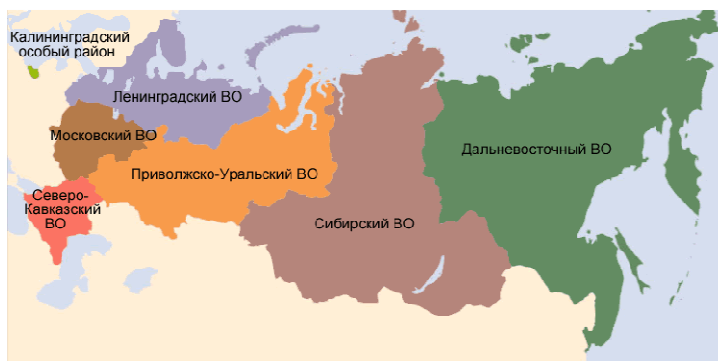 Калининградский
особый район
Ленинградский ВО
Московский ВО
Приволжско-Уральский ВО
Дальневосточный ВО
Северо-
Кавказский
ВО
Сибирский ВО